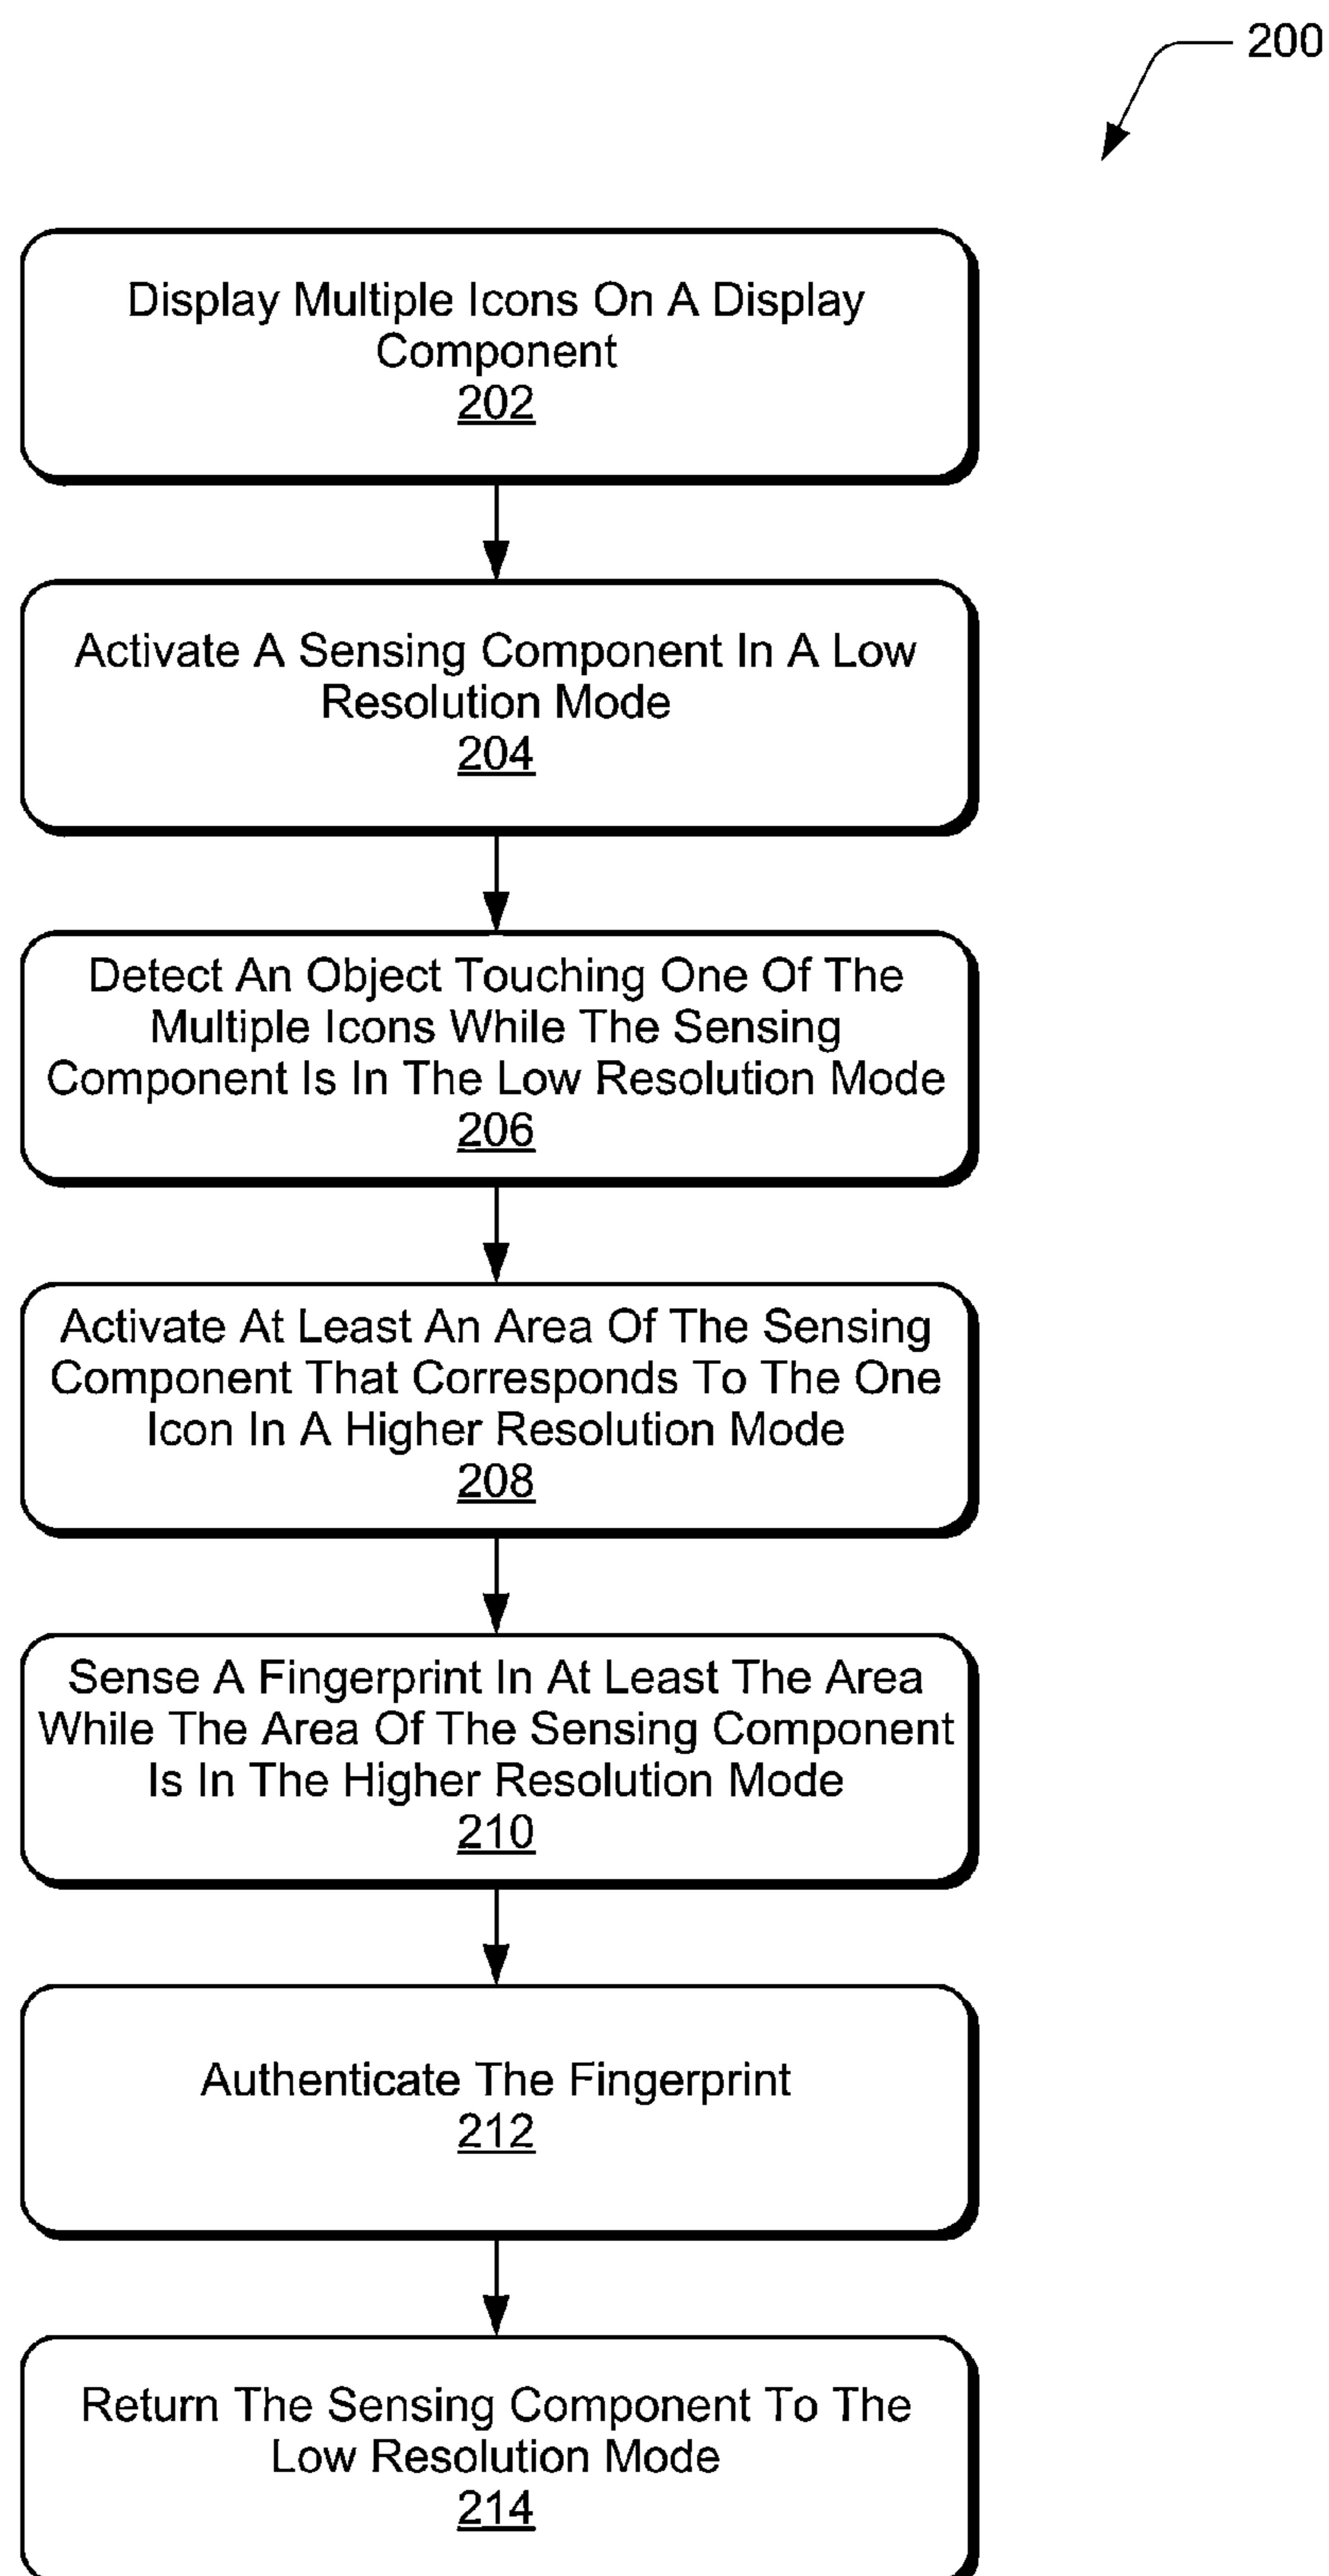 200
Display Multiple Icons On A Display
Component
202
Activate A Sensing Component In A Low
Resolution Mode
204
Detect An Object Touching One Of The
Multiple Icons While The Sensing
Component Is In The Low Resolution Mode
206
Activate At Least An Area Of The Sensing
Component That Corresponds To The One
Icon In A Higher Resolution Mode
208
Sense A Fingerprint In At Least The Area
While The Area Of The Sensing Component
Is In The Higher Resolution Mode
210
Authenticate The Fingerprint
212
Return The Sensing Component To The
Low Resolution Mode
214